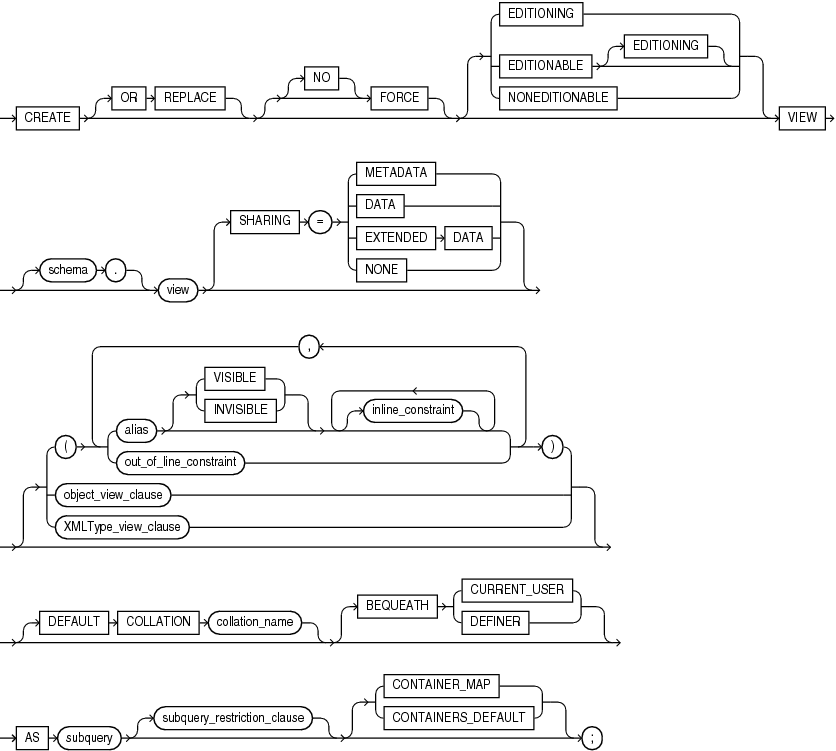 EDITIONING
EDITIONING
EDITIONABLE
NO
OR REPLACE FORCE NONEDITIONABLE
CREATE VIEW
METADATA
DATA
SHARING =
EXTENDED DATA
schema . NONE
view
,
VISIBLE
INVISIBLE inline_constraint
alias
( )
out_of_line_constraint
object_view_clause
XMLType_view_clause
CURRENT_USER
BEQUEATH
DEFAULT COLLATION collation_name DEFINER
CONTAINER_MAP
subquery_restriction_clause CONTAINERS_DEFAULT
AS subquery ;